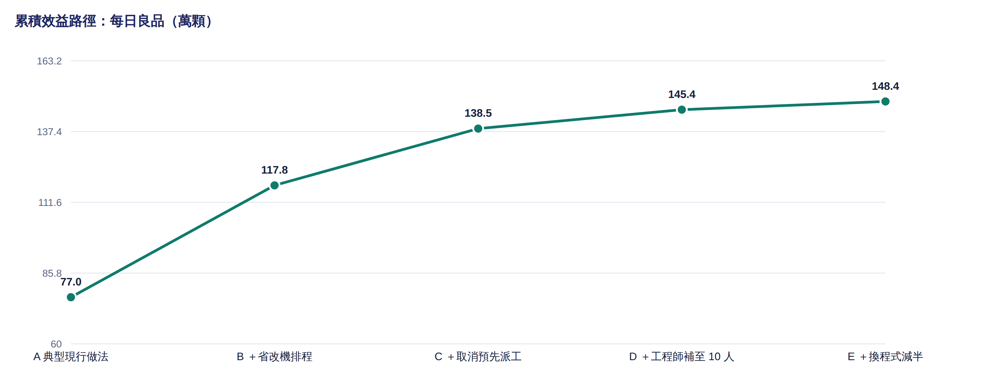 累積效益路徑：每日良品（萬顆）
163.2
137.4
111.6
85.8
60
77.0
117.8
138.5
145.4
148.4
A 典型現行做法
B ＋省改機排程
C ＋取消預先派工
D ＋工程師補至 10 人
E ＋換程式減半